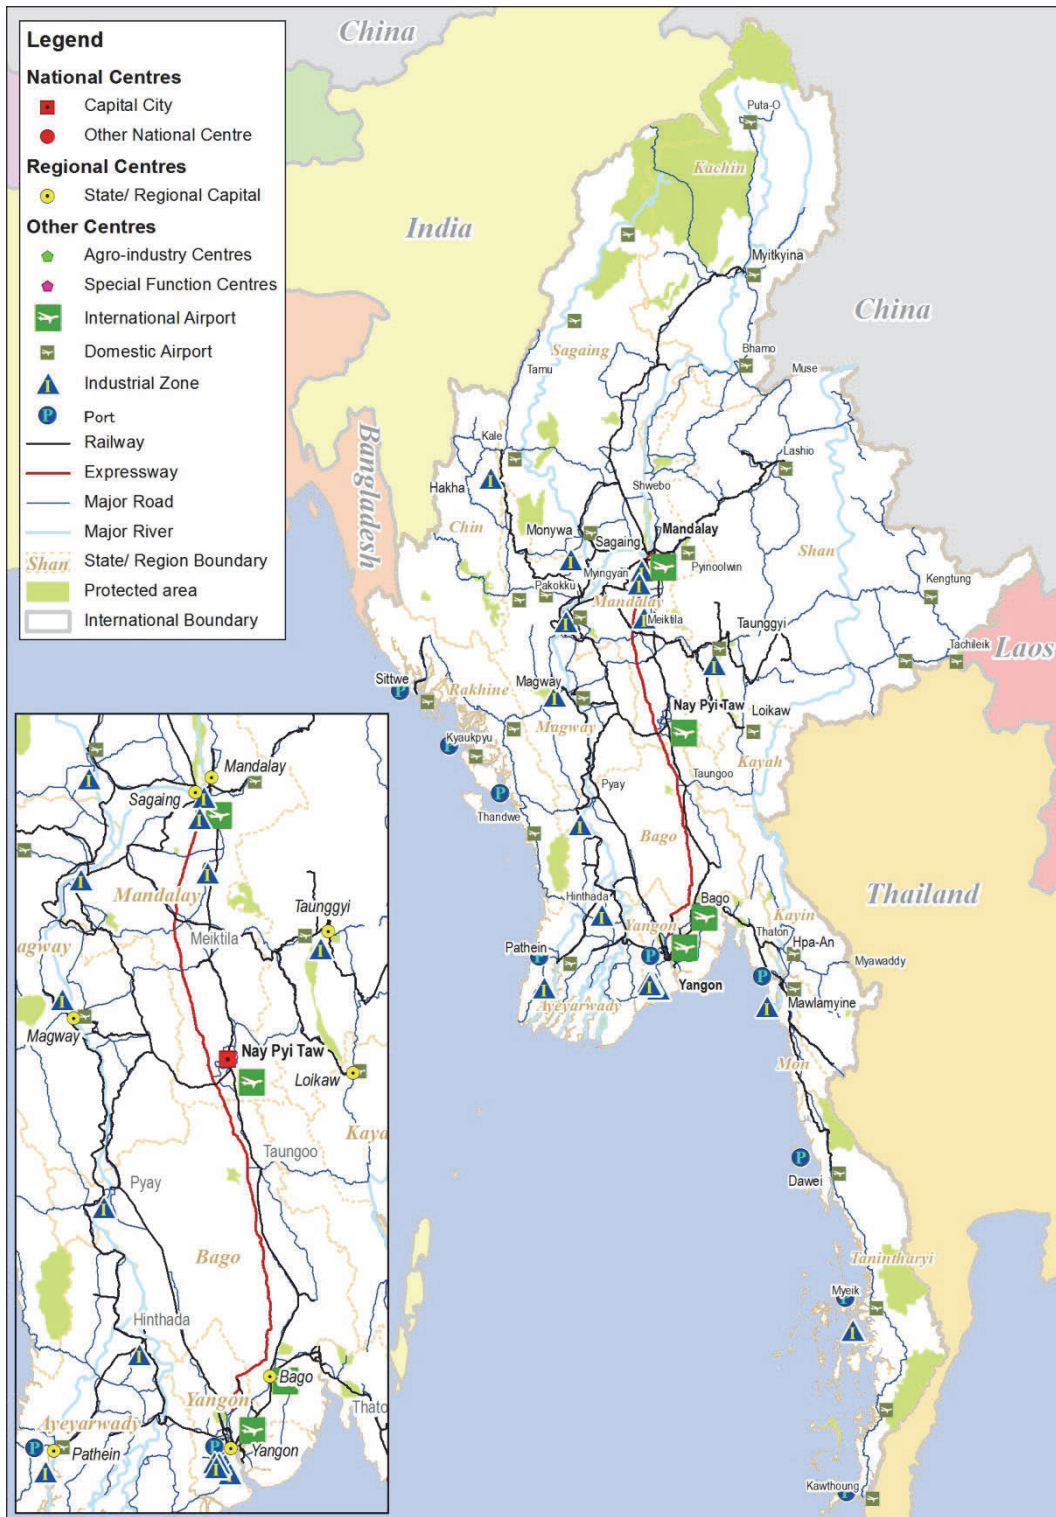 Legend
National Centres
Capital City
Other National Centre
Regional Centres
State/ Regional Capital
Other Centres
Agro-industry Centres
Special Function Centres
International Airport
Domestic Airport
I Industrial Zone
P Port
Railway
Expressway
Major Road
Major River
Shan State/ Region Boundary
Protected area
International Boundary
China
India
Bangladesh
China
Laos
Thailand
Puta-O
Kachin
Myitkyina
Sagaing
Bhamo
Tamu
Muse
Kale
Lashio
Hakha
Shwebo
Chin
Monywa
Mandalay
Sagaing
Shan
Myingyan
Pyinoolwin
Pakokku
Kengtung
Mandalay
Meiktila
Taunggyi
Tachileik
Sittwe
Rakhine
Magway
Nay Pyi Taw
Loikaw
Mugway
Kyaukpyu
Kayah
Taungoo
Pyay
Thandwe
Bago
Hinthada
Bago
Kayin
Yangon
Thaton
Hpa-An
Pathein
Myawaddy
Yangon
Ayeyarwady
Mawlamyine
Mon
Dawei
Tanintharyi
Myeik
Kawthoung
Mandalay
Sagaing
Mandalay
Taunggyi
Meiktila
agway
Magway
Nay Pyi Taw
Loikaw
Kaya
Taungoo
Pyay
Bago
Hinthada
Bago
Yangon
Thato
Ayeyarwady
Pathein
Yangon